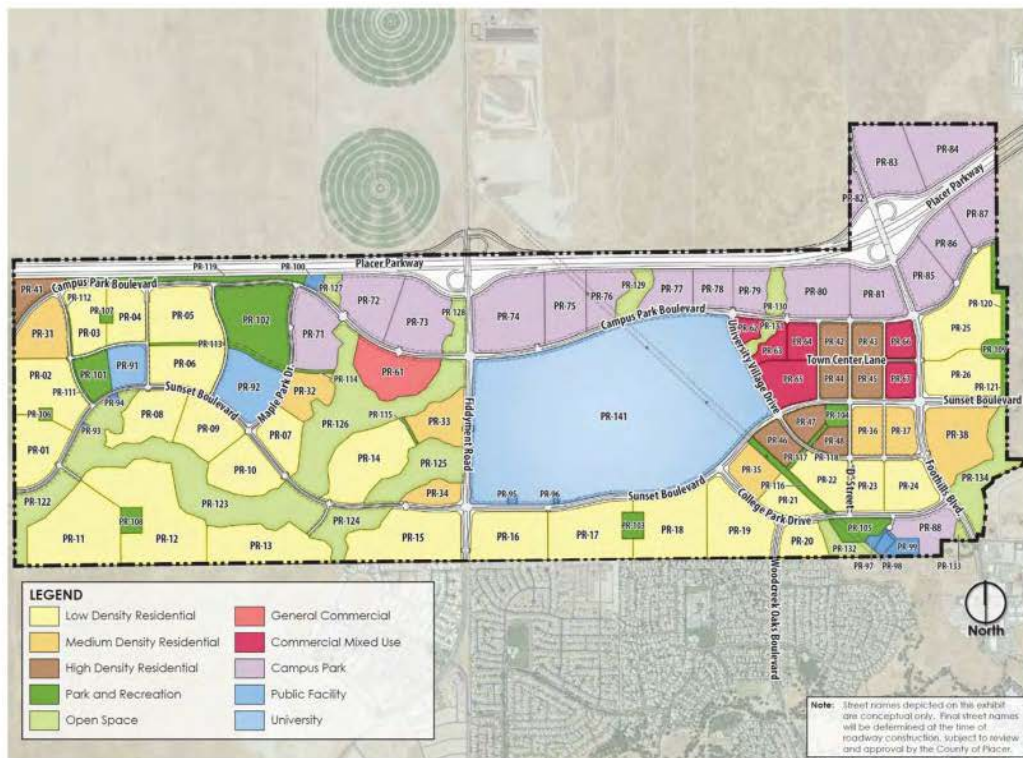 PR-83
PR-84
PR-82
Placer Parkway
PR-87
PR-86
PR-85
PR-119
PR-100
Placer Parkway
PR-41
Campus Park Boulevard
PR-127
PR-72
PR-73
PR-128
PR-74
PR-75
PR-76
PR-129
PR-77
PR-78
PR-79
PR-130
PR-80
PR-81
PR-112
PR-107
PR-04
PR-05
PR-102
PR-71
PR-31
PR-03
PR-113
Campus Park Boulevard
PR-131
PR-62
PR-63
PR-64
PR-42
PR-43
PR-66
PR-120
PR-25
PR-109
PR-02
PR-111
PR-101
PR-91
PR-06
PR-92
Maple Park Dr.
PR-114
PR-61
Town Center Lane
University Village Drive
PR-65
PR-44
PR-45
PR-67
PR-26
PR-121
PR-106
PR-94
PR-93
PR-08
Sunset Boulevard
PR-09
PR-32
PR-126
PR-115
PR-33
Fiddyment Road
PR-141
Sunset Boulevard
PR-01
PR-07
PR-10
PR-14
PR-125
PR-47
PR-104
PR-46
PR-48
PR-117
PR-118
PR-36
PR-37
PR-38
PR-122
PR-123
PR-34
PR-124
PR-95
PR-96
Sunset Boulevard
PR-35
PR-116
PR-21
PR-22
"D" Street
PR-23
PR-24
Foothills Blvd.
PR-134
PR-11
PR-108
PR-12
PR-13
PR-15
PR-16
PR-17
PR-103
PR-18
PR-19
College Park Drive
PR-20
PR-105
PR-132
PR-88
PR-99
PR-97
PR-98
PR-133
Woodcreek Oaks Boulevard
LEGEND
Low Density Residential
Medium Density Residential
High Density Residential
Park and Recreation
Open Space
General Commercial
Commercial Mixed Use
Campus Park
Public Facility
University
North
Note: Street names depicted on this exhibit
are conceptual only. Final street names
will be determined at the time of
roadway construction, subject to review
and approval by the County of Placer.